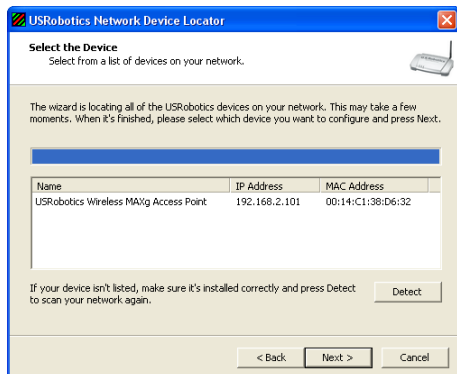 USRobotics Network Device Locator
Select the Device
Select from a list of devices on your network.
The wizard is locating all of the USRobotics devices on your network. This may take a few
moments. When it's finished, please select which device you want to configure and press Next.
Name IP Address MAC Address
USRobotics Wireless MAXg Access Point 192.168.2.101 00:14:C1:38:D6:32
If your device isn't listed, make sure it's installed correctly and press Detect
to scan your network again.
Detect
< Back Next > Cancel